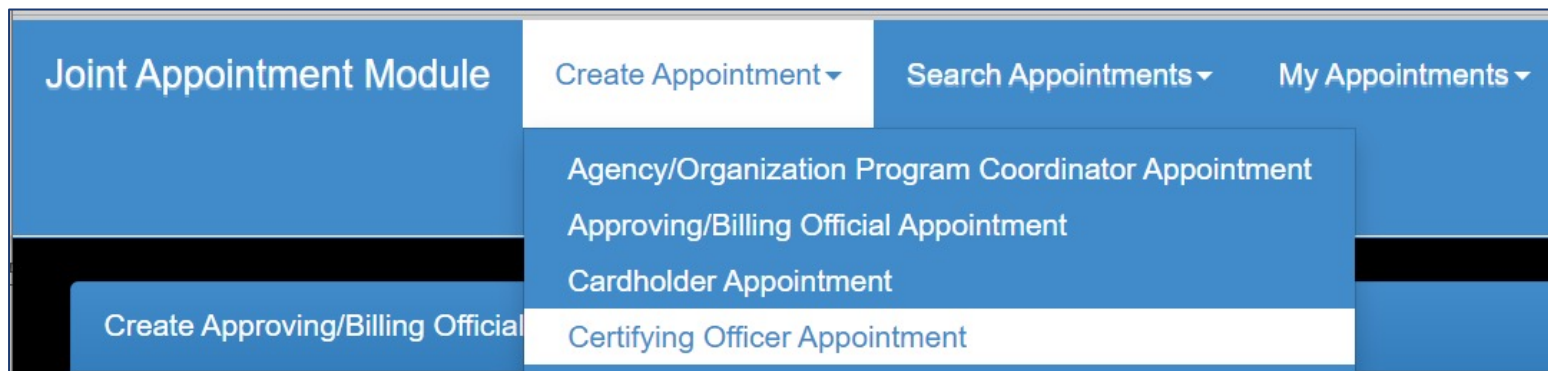 Joint Appointment Module Create Appointment Search Appointments My Appointments
Agency/Organization Program Coordinator Appointment
Approving/Billing Official Appointment
Cardholder Appointment
Create Approving/Billing Official
Certifying Officer Appointment